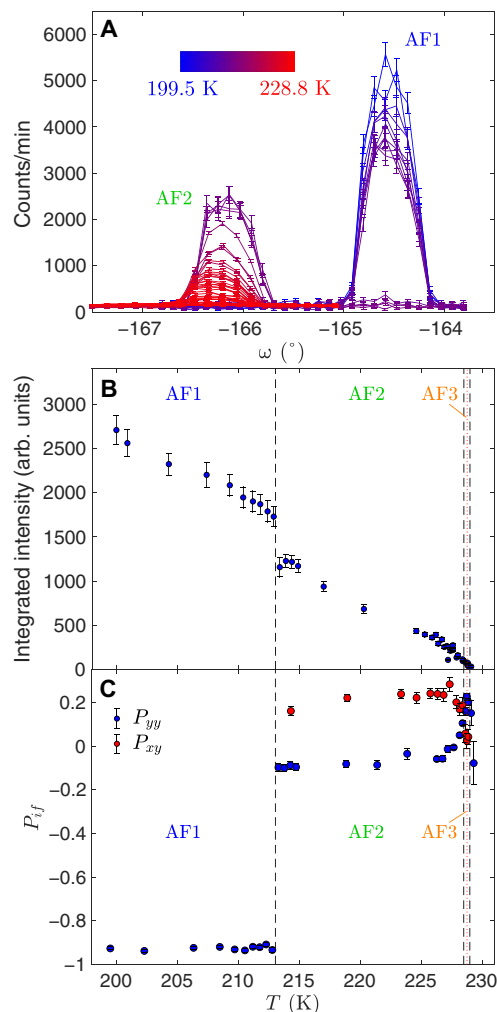 A
AF1
199.5 K
228.8 K
AF2
Counts/min
6000
5000
4000
3000
2000
1000
0
−167
−166
−165
−164
ω (°)
B
AF1
AF2
AF3
Integrated intensity (arb. units)
3000
2500
2000
1500
1000
500
0
C
P_yy
P_xy
P_if
0.2
0
−0.2
−0.4
−0.6
−0.8
−1
AF1
AF2
AF3
200
205
210
215
220
225
230
T (K)